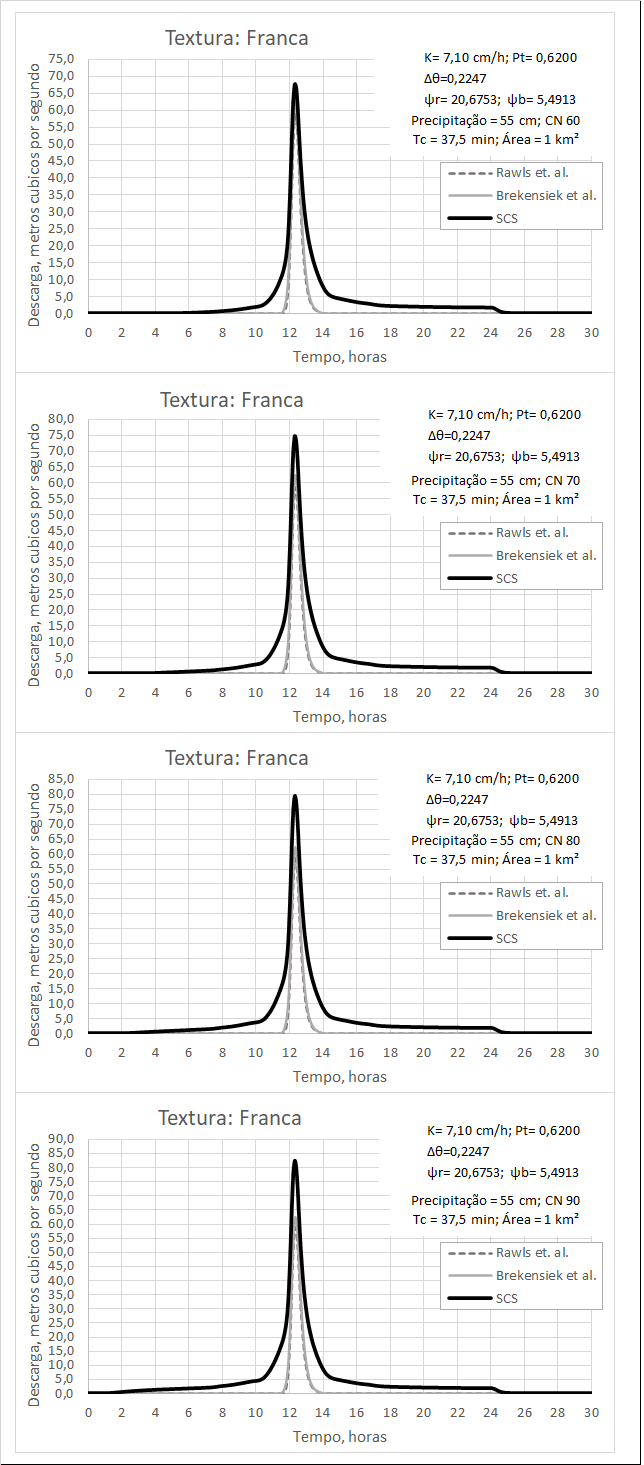 Textura: Franca
K= 7,10 cm/h; Pt= 0,6200
Δθ=0,2247
ψr= 20,6753; ψb= 5,4913
Precipitação = 55 cm; CN 60
Tc = 37,5 min; Área = 1 km²
Rawls et. al.
Brekensiek et al.
SCS
Descarga, metros cubicos por segundo
75,0
70,0
65,0
60,0
55,0
50,0
45,0
40,0
35,0
30,0
25,0
20,0
15,0
10,0
5,0
0,0
0 2 4 6 8 10 12 14 16 18 20 22 24 26 28 30
Tempo, horas
Textura: Franca
K= 7,10 cm/h; Pt= 0,6200
Δθ=0,2247
ψr= 20,6753; ψb= 5,4913
Precipitação = 55 cm; CN 70
Tc = 37,5 min; Área = 1 km²
Rawls et. al.
Brekensiek et al.
SCS
Descarga, metros cubicos por segundo
80,0
75,0
70,0
65,0
60,0
55,0
50,0
45,0
40,0
35,0
30,0
25,0
20,0
15,0
10,0
5,0
0,0
0 2 4 6 8 10 12 14 16 18 20 22 24 26 28 30
Tempo, horas
Textura: Franca
K= 7,10 cm/h; Pt= 0,6200
Δθ=0,2247
ψr= 20,6753; ψb= 5,4913
Precipitação = 55 cm; CN 80
Tc = 37,5 min; Área = 1 km²
Rawls et. al.
Brekensiek et al.
SCS
Descarga, metros cubicos por segundo
85,0
80,0
75,0
70,0
65,0
60,0
55,0
50,0
45,0
40,0
35,0
30,0
25,0
20,0
15,0
10,0
5,0
0,0
0 2 4 6 8 10 12 14 16 18 20 22 24 26 28 30
Tempo, horas
Textura: Franca
K= 7,10 cm/h; Pt= 0,6200
Δθ=0,2247
ψr= 20,6753; ψb= 5,4913
Precipitação = 55 cm; CN 90
Tc = 37,5 min; Área = 1 km²
Rawls et. al.
Brekensiek et al.
SCS
Descarga, metros cubicos por segundo
90,0
85,0
80,0
75,0
70,0
65,0
60,0
55,0
50,0
45,0
40,0
35,0
30,0
25,0
20,0
15,0
10,0
5,0
0,0
0 2 4 6 8 10 12 14 16 18 20 22 24 26 28 30
Tempo, horas